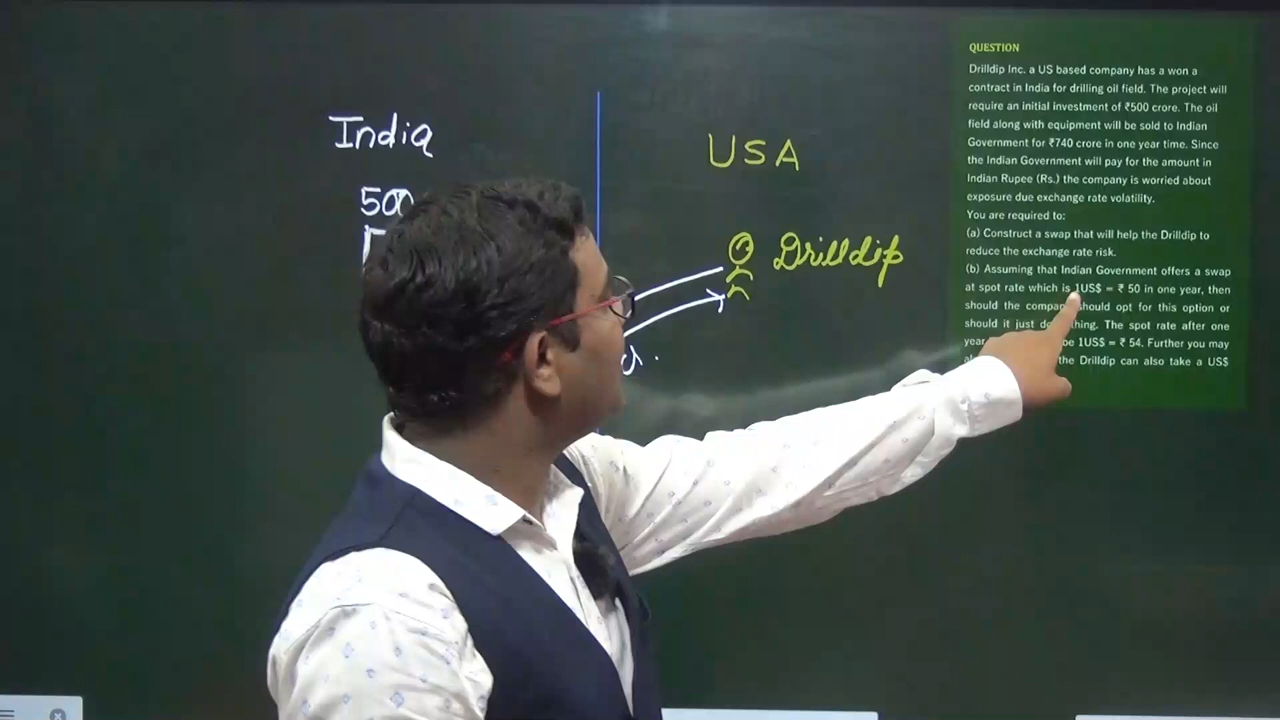 India
500
USA
Drilldip
QUESTION
Drilldip Inc. a US based company has a won a
contract in India for drilling oil field. The project will
require an initial investment of ₹500 crore. The oil
field along with equipment will be sold to Indian
Government for ₹740 crore in one year time. Since
the Indian Government will pay for the amount in
Indian Rupee (Rs.) the company is worried about
exposure due exchange rate volatility.
You are required to:
(a) Construct a swap that will help the Drilldip to
reduce the exchange rate risk.
(b) Assuming that Indian Government offers a swap
at spot rate which is 1US$ = ₹ 50 in one year, then
should the should opt for this option or
should it just The spot rate after one
be 1US$ = ₹ 54. Further you may
the Drilldip can also take a US$